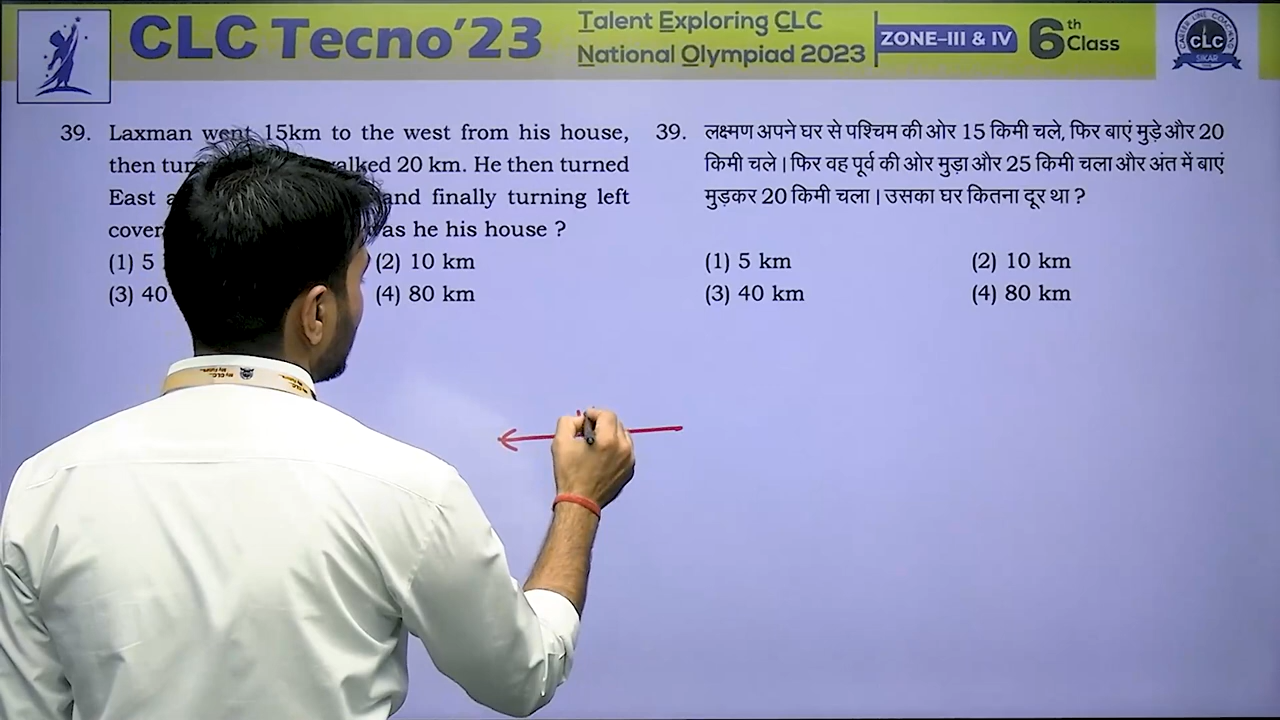 CLC Tecno'23
Talent Exploring CLC
National Olympiad 2023
ZONE–III & IV
6th Class
CLC
SIKAR
39. Laxman went 15km to the west from his house,
then alked 20 km. He then turned
East and finally turning left
as he his house ?
(1) 5
(2) 10 km
(3) 40
(4) 80 km
39. लक्ष्मण अपने घर से पश्चिम की ओर 15 किमी चले, फिर बाएं मुड़े और 20
किमी चले। फिर वह पूर्व की ओर मुड़ा और 25 किमी चला और अंत में बाएं
मुड़कर 20 किमी चला। उसका घर कितना दूर था ?
(1) 5 km
(2) 10 km
(3) 40 km
(4) 80 km